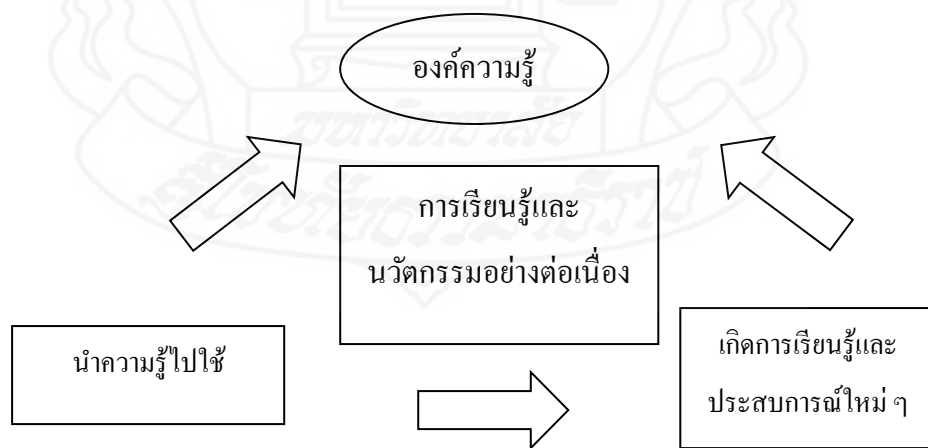 องค์ความรู้
การเรียนรู้และ
นวัตกรรมอย่างต่อเนื่อง
นำความรู้ไปใช้
เกิดการเรียนรู้และ
ประสบการณ์ใหม่ ๆ